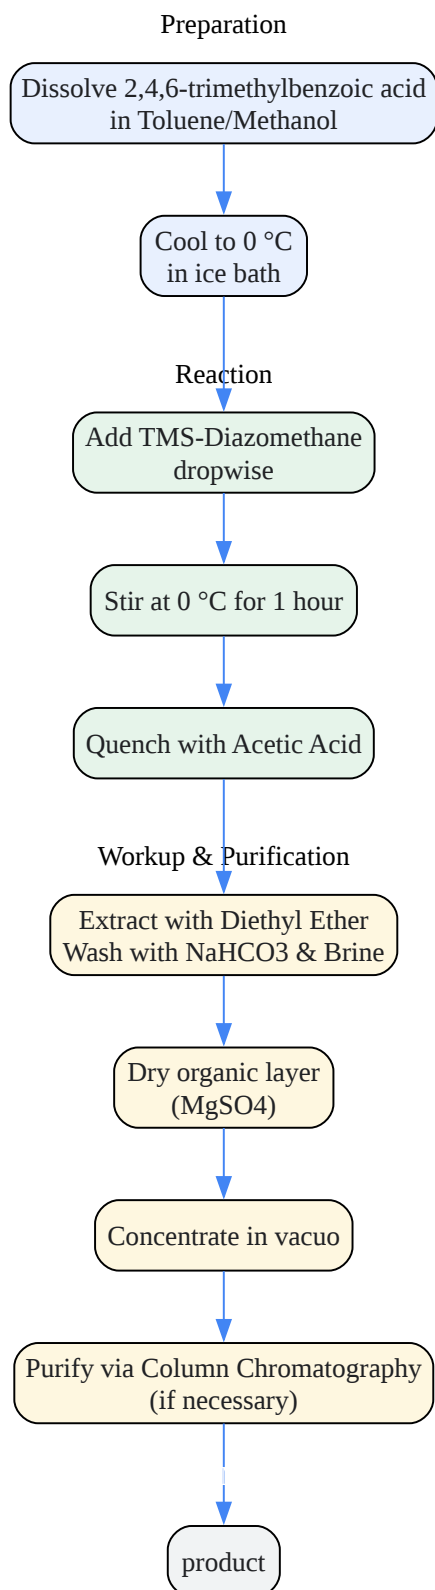 Preparation
Dissolve 2,4,6-trimethylbenzoic acid
in Toluene/Methanol
Cool to 0 °C
in ice bath
Reaction
Add TMS-Diazomethane
dropwise
Stir at 0 °C for 1 hour
Quench with Acetic Acid
Workup & Purification
Extract with Diethyl Ether
Wash with NaHCO3 & Brine
Dry organic layer
(MgSO4)
Concentrate in vacuo
Purify via Column Chromatography
(if necessary)
product